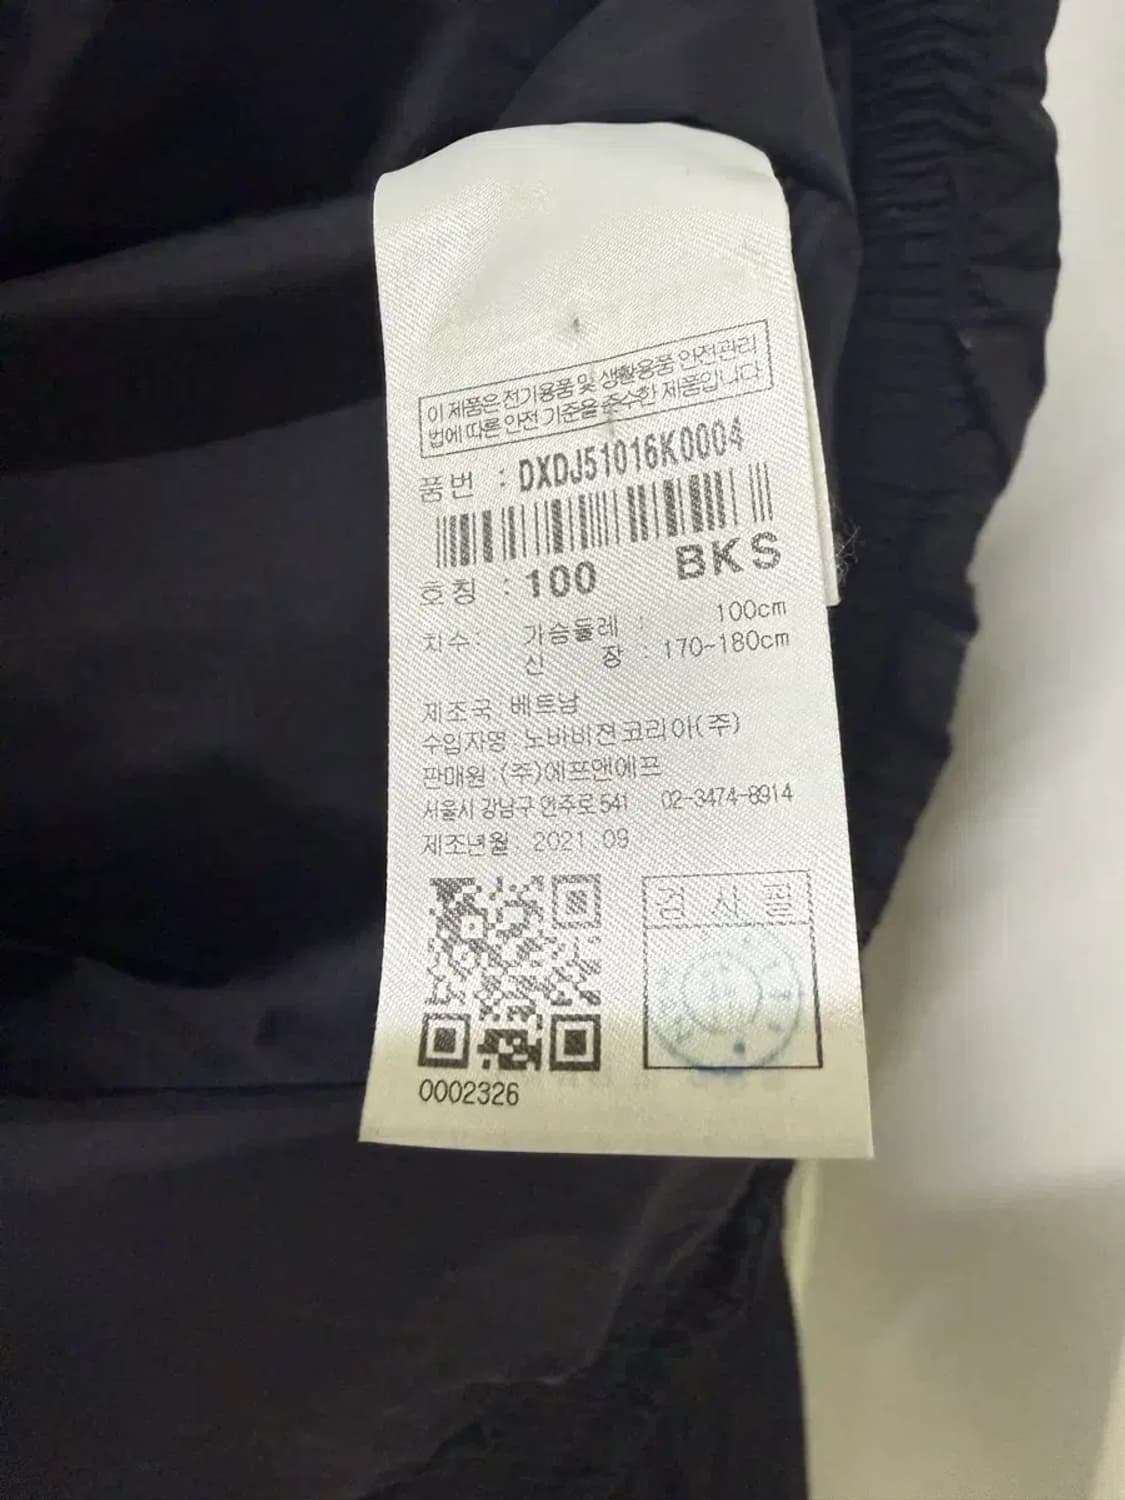 이 제품은 전기용품 및 생활용품 안전관리
법에 따른 안전 기준을 준수한 제품입니다
품번 : DXDJ51016K0004
호칭 : 100 BKS
치수: 가슴둘레 : 100cm
신 장 : 170~180cm
제조국 베트남
수입자명 : 노바비젼코리아(주)
판매원 : (주)에프앤에프
서울시 강남구 언주로 541 02-3474-8914
제조년월 2021.09
검 사 필
0002326